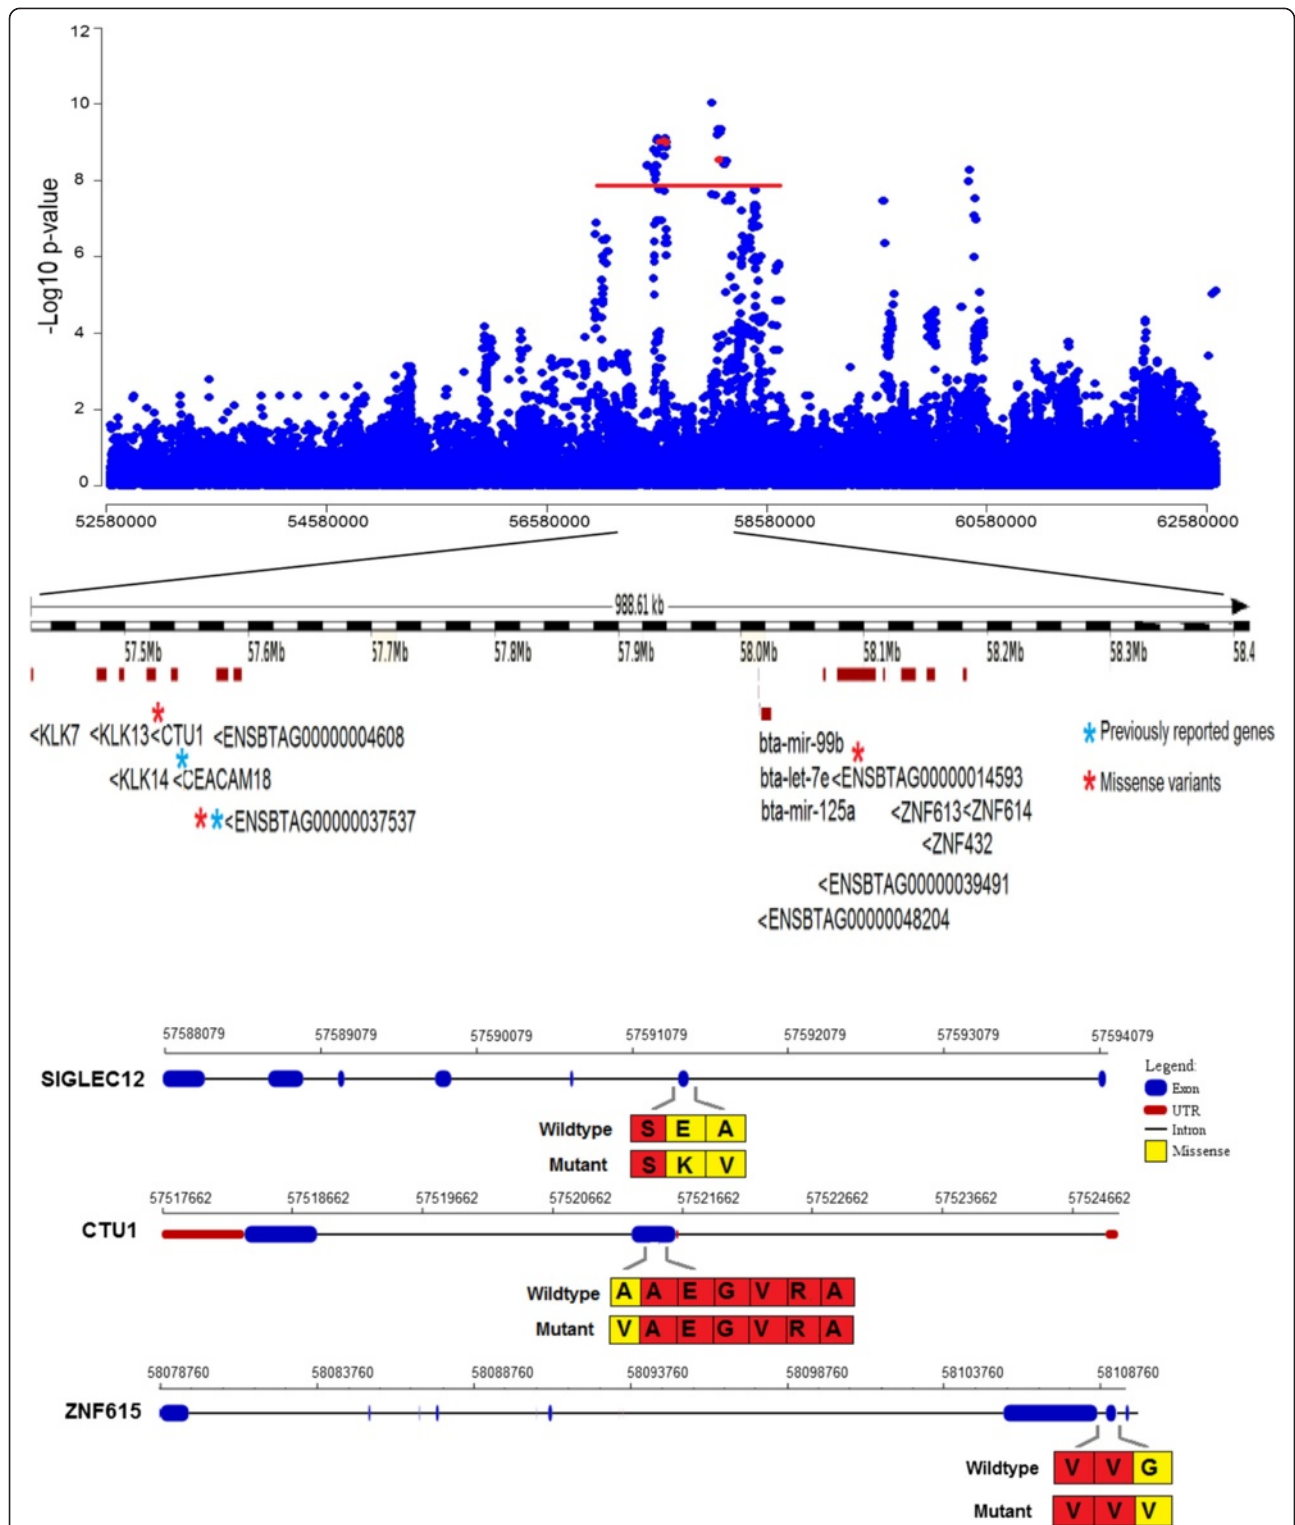 12
10
8
6
4
2
0
-Log10 p-value
52580000 54580000 56580000 58580000 60580000 62580000
988.61 kb
57.5Mb 57.6Mb 57.7Mb 57.8Mb 57.9Mb 58.0Mb 58.1Mb 58.2Mb 58.3Mb 58.4
<KLK7 <KLK13<CTU1 <ENSBTAG00000004608
<KLK14 <CEACAM18
<ENSBTAG00000037537
bta-mir-99b
bta-let-7e<ENSBTAG00000014593
bta-mir-125a <ZNF613<ZNF614
<ZNF432
<ENSBTAG00000039491
<ENSBTAG00000048204
* Previously reported genes
* Missense variants
57588079 57589079 57590079 57591079 57592079 57593079 57594079
SIGLEC12
Wildtype S E A
Mutant S K V
Legend:
Exon
UTR
Intron
Missense
57517662 57518662 57519662 57520662 57521662 57522662 57523662 57524662
CTU1
Wildtype A A E G V R A
Mutant V A E G V R A
58078760 58083760 58088760 58093760 58098760 58103760 58108760
ZNF615
Wildtype V V G
Mutant V V V